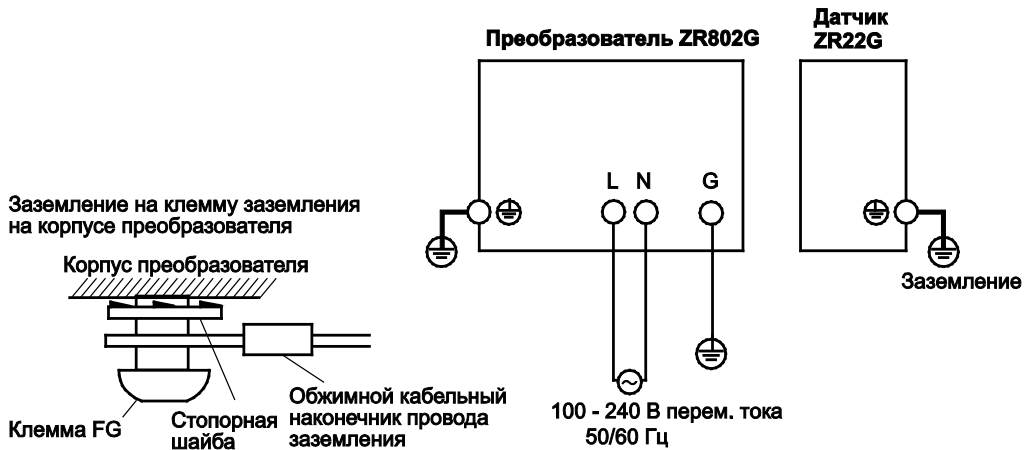 Преобразователь ZR802G
Датчик
ZR22G
L N G
Заземление на клемму заземления
на корпусе преобразователя
Корпус преобразователя
Заземление
Обжимной кабельный
наконечник провода
заземления
Стопорная
шайба
Клемма FG
100 - 240 В перем. тока
50/60 Гц